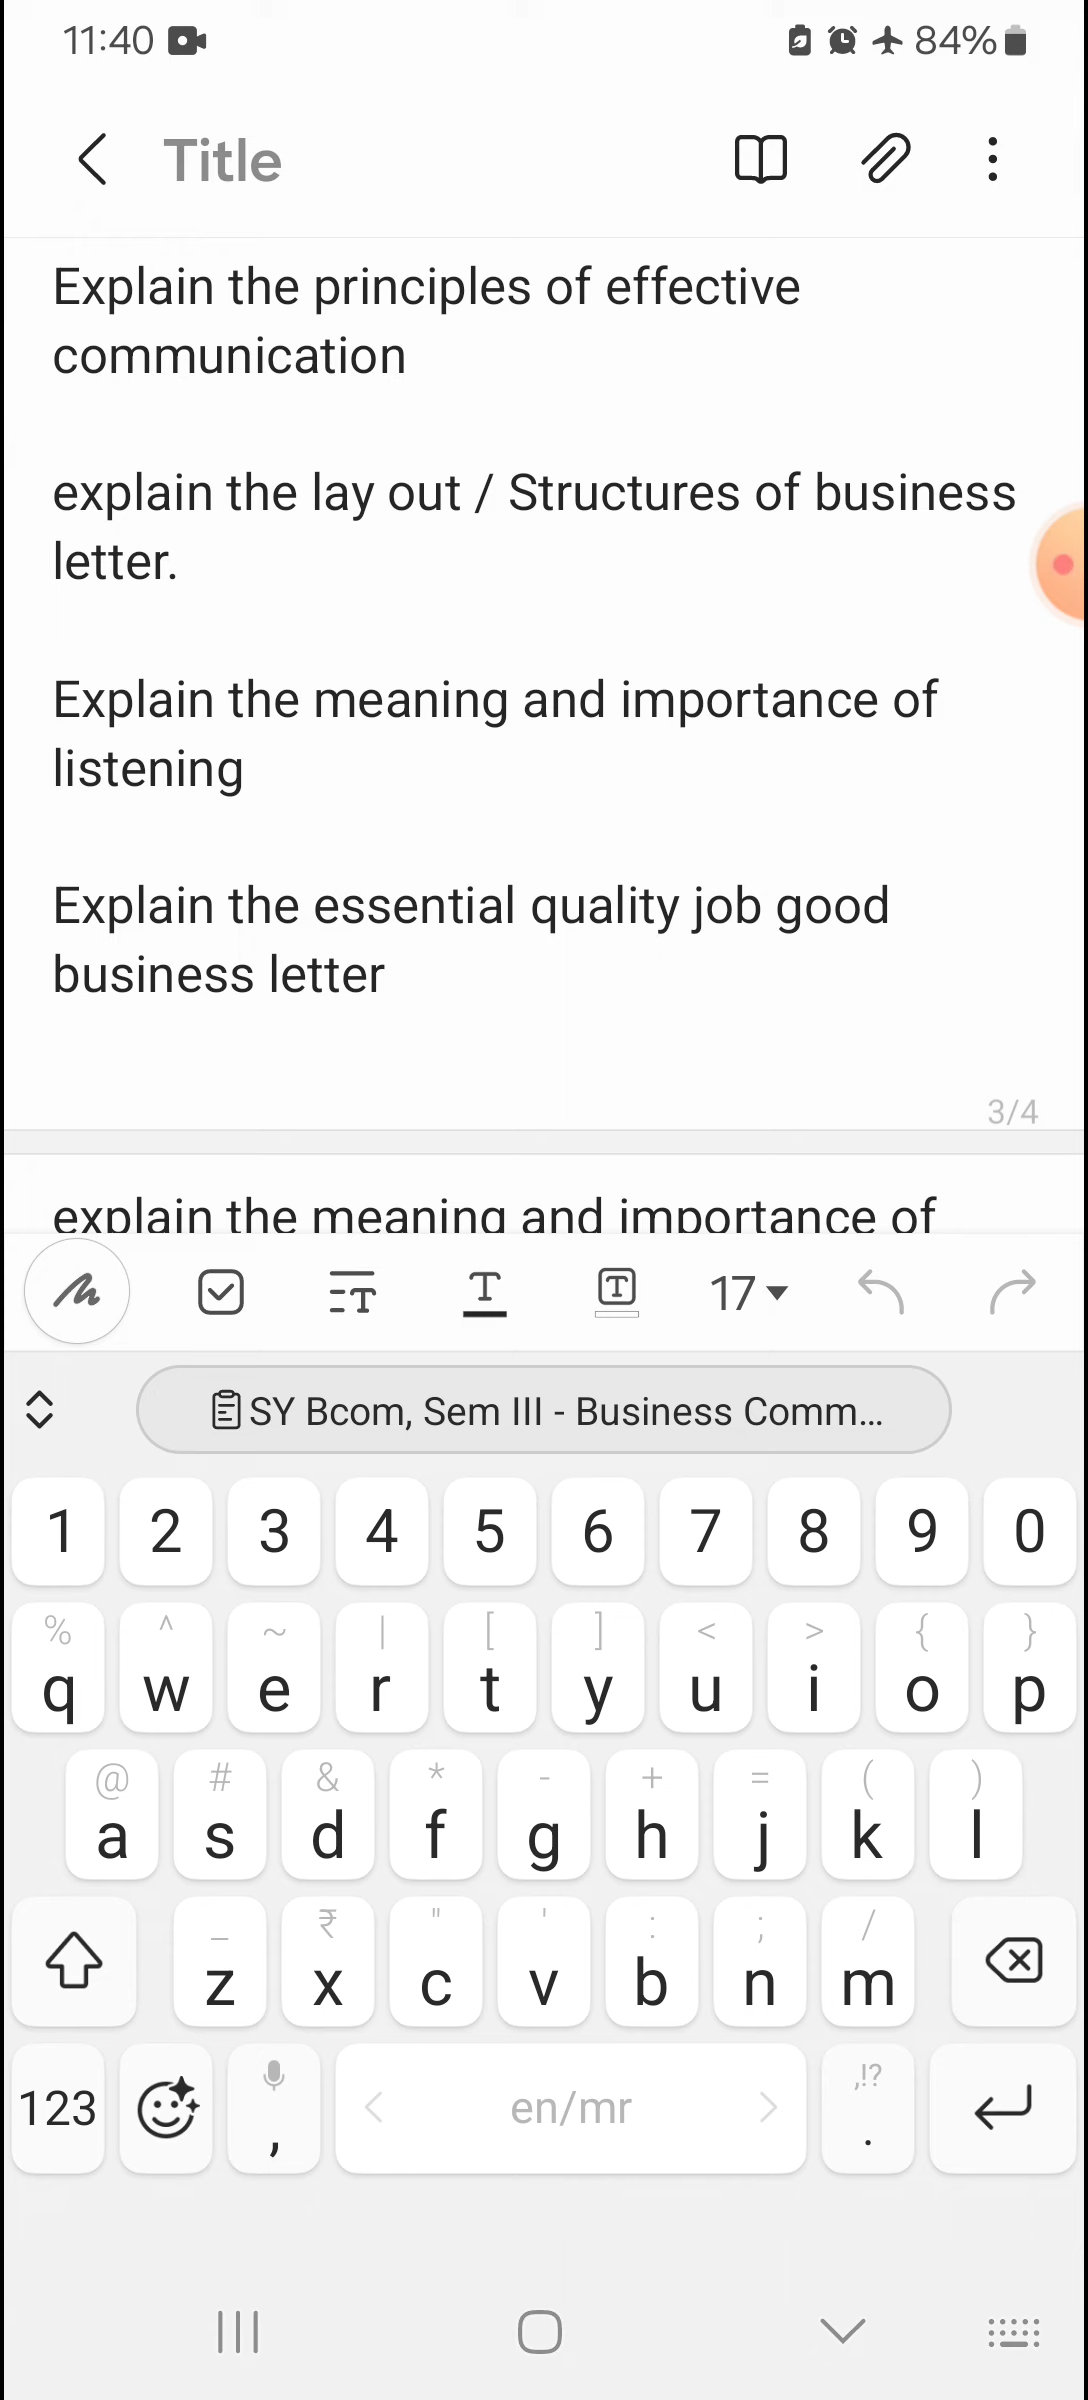 11:40
84%
Title
Explain the principles of effective
communication
explain the lay out / Structures of business
letter.
Explain the meaning and importance of
listening
Explain the essential quality job good
business letter
3/4
explain the meaning and importance of
17
SY Bcom, Sem III - Business Comm...
1 2 3 4 5 6 7 8 9 0
% ^ ~ | [ ] < > { }
q w e r t y u i o p
@ # & * - + = ( )
a s d f g h j k l
_ ₹ " ' : ; /
z x c v b n m
,!?
123 , en/mr .